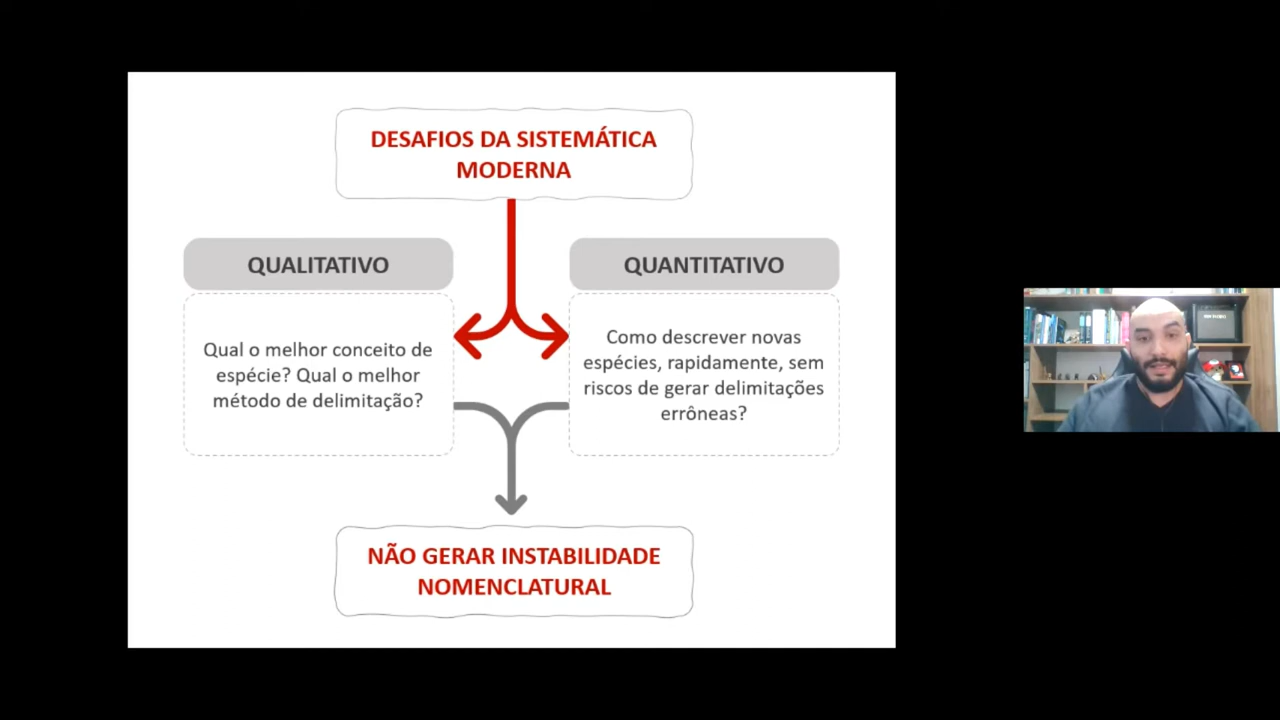 DESAFIOS DA SISTEMÁTICA
MODERNA
QUALITATIVO
Qual o melhor conceito de
espécie? Qual o melhor
método de delimitação?
QUANTITATIVO
Como descrever novas
espécies, rapidamente, sem
riscos de gerar delimitações
errôneas?
NÃO GERAR INSTABILIDADE
NOMENCLATURAL